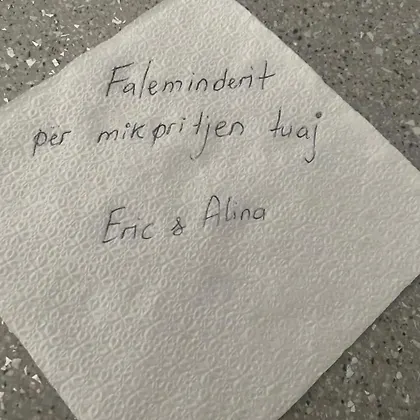 Faleminderit
për mikpritjen tuaj
Eric & Alina